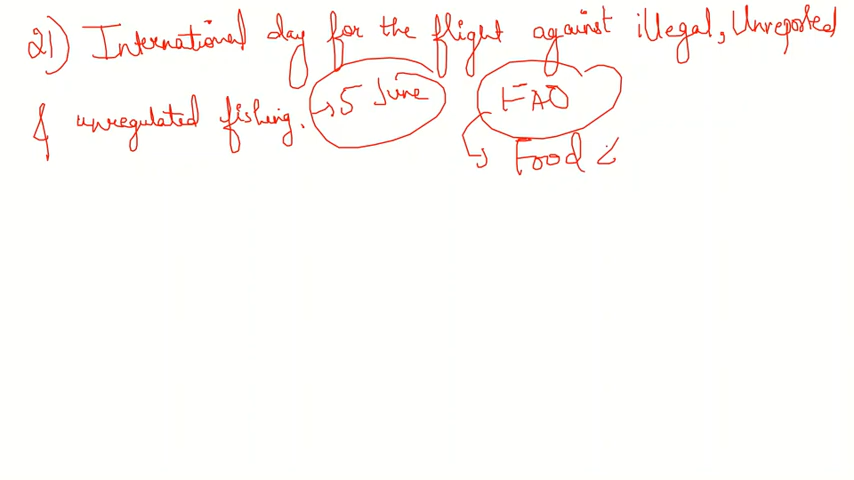 21) International day for the flight against illegal, Unreported
& unregulated fishing. → 5 June FAO
→ Food &